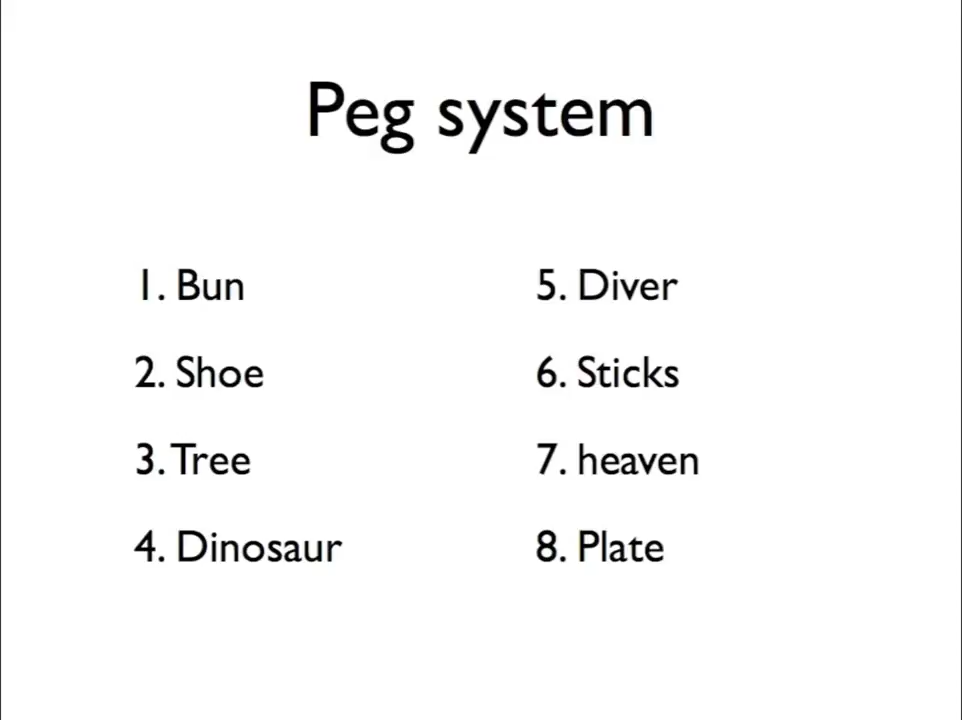 Peg system
1. Bun
2. Shoe
3. Tree
4. Dinosaur
5. Diver
6. Sticks
7. heaven
8. Plate